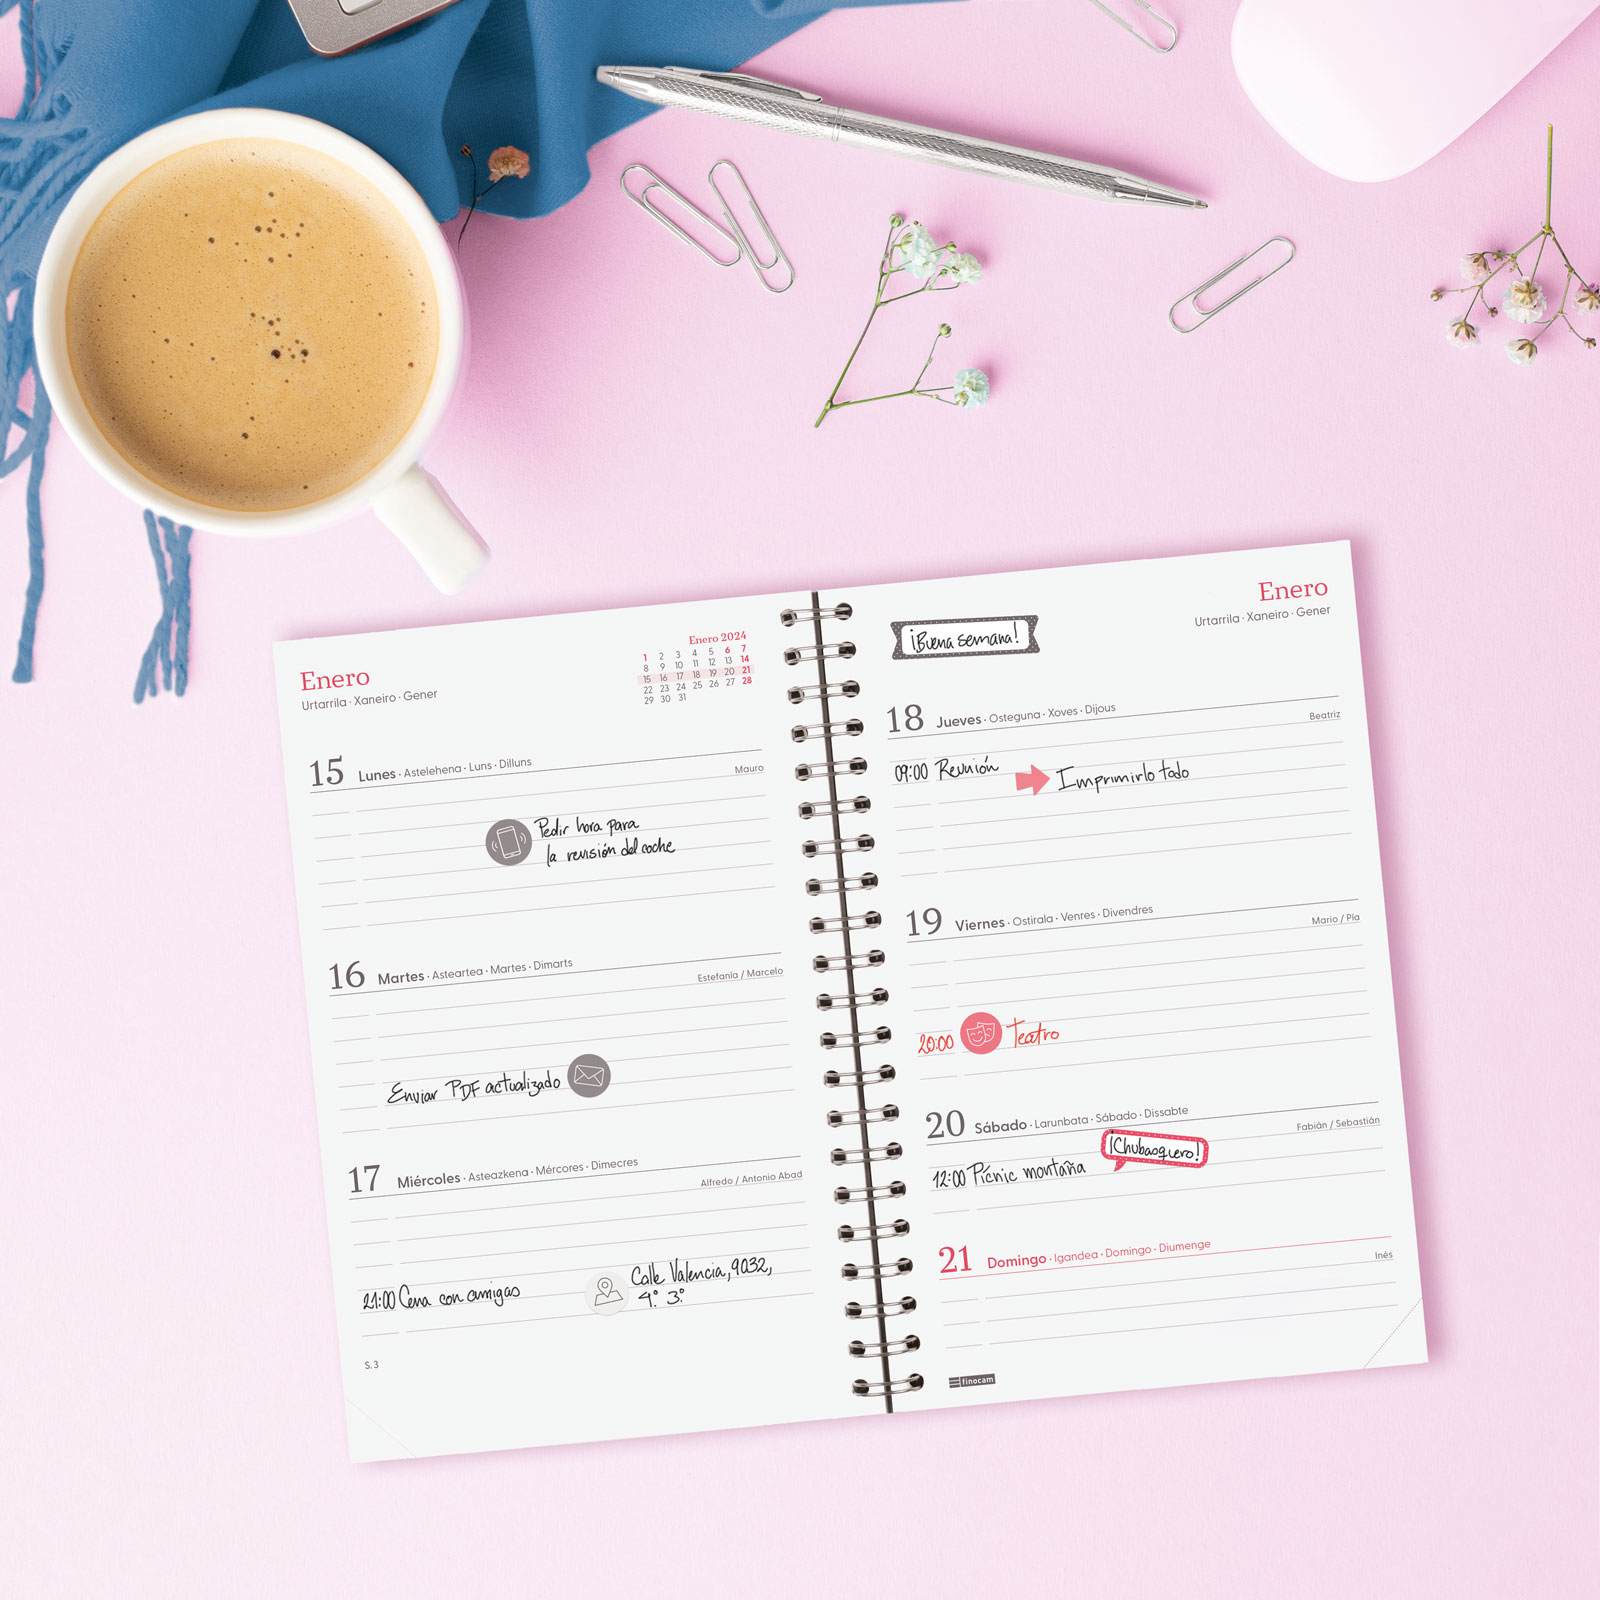 Enero
Urtarrila · Xaneiro · Gener
Enero 2024
1 2 3 4 5 6 7
8 9 10 11 12 13 14
15 16 17 18 19 20 21
22 23 24 25 26 27 28
29 30 31
15 Lunes · Astelehena · Luns · Dilluns
Mauro
Pedir hora para
la revisión del coche
16 Martes · Asteartea · Martes · Dimarts
Estefanía / Marcelo
Enviar PDF actualizado
17 Miércoles · Asteazkena · Mércores · Dimecres
Alfredo / Antonio Abad
21:00 Cena con amigas
Calle Valencia, 9032,
4º 3º
S. 3
Enero
Urtarrila · Xaneiro · Gener
¡Buena semana!
18 Jueves · Osteguna · Xoves · Dijous
Beatriz
09:00 Reunión
Imprimirlo todo
19 Viernes · Ostirala · Venres · Divendres
Mario / Pía
20:00 Teatro
20 Sábado · Larunbata · Sábado · Dissabte
Fabián / Sebastián
¡Chubasquero!
12:00 Pícnic montaña
21 Domingo · Igandea · Domingo · Diumenge
Inés
finocam